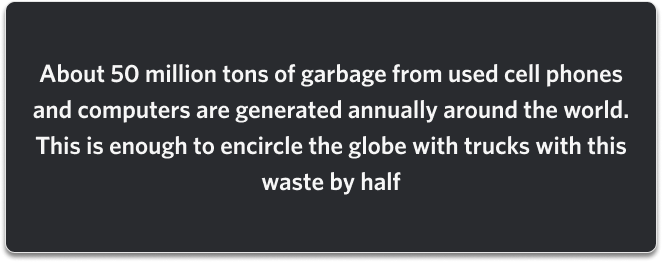 About 50 million tons of garbage from used cell phones
and computers are generated annually around the world.
This is enough to encircle the globe with trucks with this
waste by half